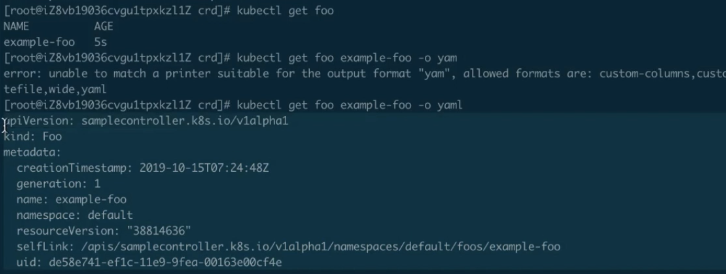 [root@iZ8vb19036cvgu1tpxkzl1Z crd]# kubectl get foo
NAME          AGE
example-foo   5s
[root@iZ8vb19036cvgu1tpxkzl1Z crd]# kubectl get foo example-foo -o yam
error: unable to match a printer suitable for the output format "yam", allowed formats are: custom-columns,custo
tefile,wide,yaml
[root@iZ8vb19036cvgu1tpxkzl1Z crd]# kubectl get foo example-foo -o yaml
apiVersion: samplecontroller.k8s.io/v1alpha1
kind: Foo
metadata:
  creationTimestamp: 2019-10-15T07:24:48Z
  generation: 1
  name: example-foo
  namespace: default
  resourceVersion: "38814636"
  selfLink: /apis/samplecontroller.k8s.io/v1alpha1/namespaces/default/foos/example-foo
  uid: de58e741-ef1c-11e9-9fea-00163e00cf4e